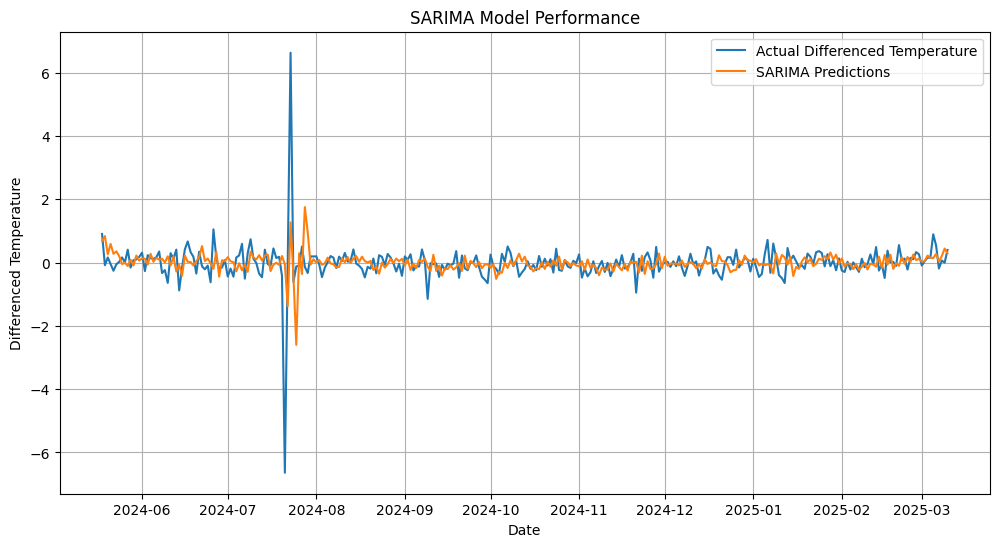 SARIMA Model Performance
Actual Differenced Temperature
SARIMA Predictions
Differenced Temperature
6
4
2
0
−2
−4
−6
2024-06 2024-07 2024-08 2024-09 2024-10 2024-11 2024-12 2025-01 2025-02 2025-03
Date